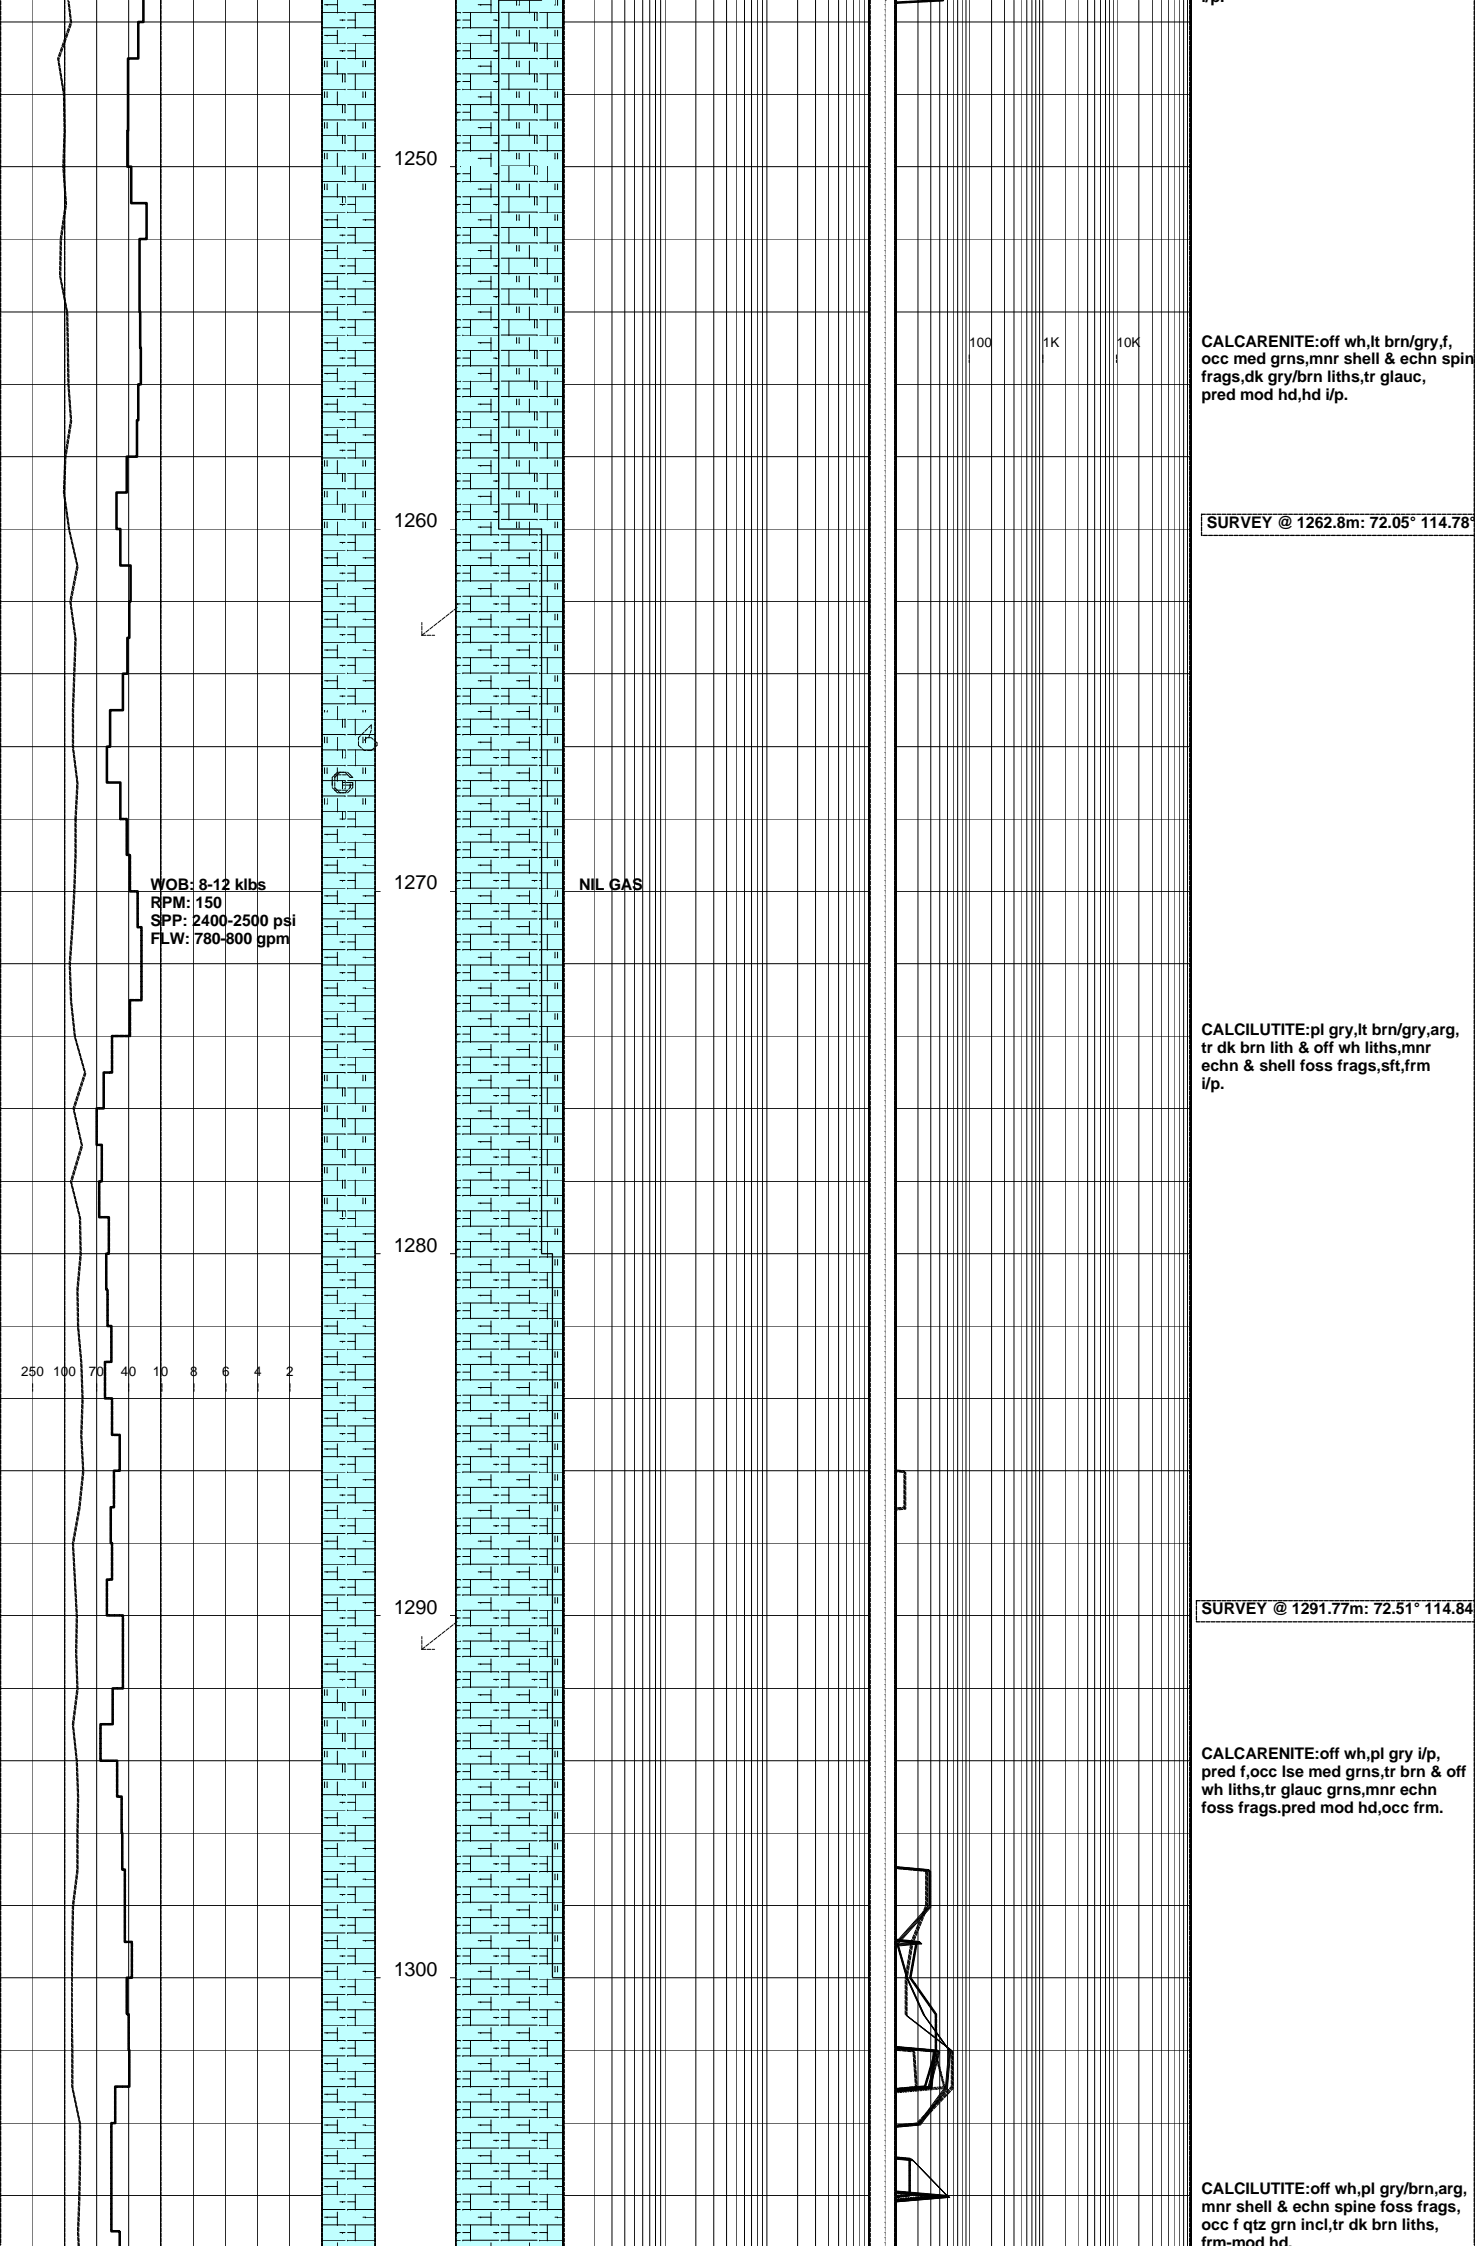 i/p.
1250
100 1K 10K
CALCARENITE:off wh,lt brn/gry,f,
occ med grns,mnr shell & echn spin
frags,dk gry/brn liths,tr glauc,
pred mod hd,hd i/p.
1260
SURVEY @ 1262.8m: 72.05° 114.78°
G
1270
WOB: 8-12 klbs
RPM: 150
SPP: 2400-2500 psi
FLW: 780-800 gpm
NIL GAS
CALCILUTITE:pl gry,lt brn/gry,arg,
tr dk brn lith & off wh liths,mnr
echn & shell foss frags,sft,frm
i/p.
1280
250 100 70 40 10 8 6 4 2
1290
SURVEY @ 1291.77m: 72.51° 114.84
CALCARENITE:off wh,pl gry i/p,
pred f,occ lse med grns,tr brn & off
wh liths,tr glauc grns,mnr echn
foss frags.pred mod hd,occ frm.
1300
CALCILUTITE:off wh,pl gry/brn,arg,
mnr shell & echn spine foss frags,
occ f qtz grn incl,tr dk brn liths,
frm-mod hd.